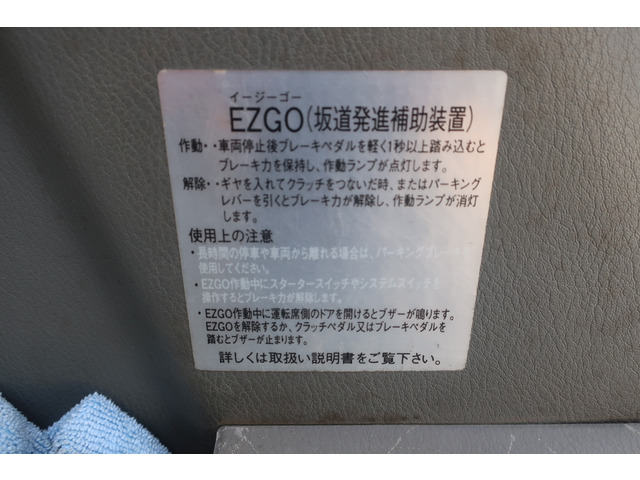 イージーゴー
EZGO(坂道発進補助装置)
作動・・車両停止後ブレーキペダルを軽く1秒以上踏み込むと
ブレーキ力を保持し、作動ランプが点灯します。
解除・・ギヤを入れてクラッチをつないだ時、またはパーキング
レバーを引くとブレーキ力が解除し、作動ランプが消灯
します。
使用上の注意
・長時間の停車や車両から離れる場合は、パーキングブレーキを
使用してください。
・EZGO作動中にスタータースイッチやシステムスイッチを
操作するとブレーキ力が解除します。
・EZGO作動中に運転席側のドアを開けるとブザーが鳴ります。
EZGOを解除するか、クラッチペダル又はブレーキペダルを
踏むとブザーが止まります。
詳しくは取扱い説明書をご覧下さい。